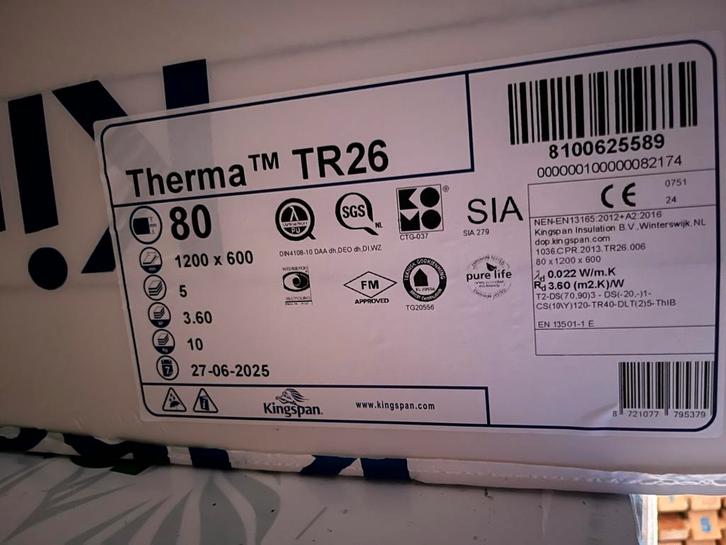 Therma™ TR26
80
1200 x 600
5
3.60
10
27-06-2025
SGS
NL
KOMO
®
CTG-037
SIA
SIA 279
DIN4108-10 DAA dh,DEO dh,DI,WZ
FM
APPROVED
TG20556
pure life
Kingspan.
www.kingspan.com
8100625589
000000100000082174
CE
0751
24
NEN-EN13165:2012+A2:2016
Kingspan Insulation B.V.,Winterswijk,NL
dop.kingspan.com
1036.CPR.2013.TR26.006
80 x 1200 x 600
λd 0.022 W/m.K
Rd 3.60 (m2.K)/W
T2-DS(70,90)3 - DS(-20,-)1-
CS(10\Y)120-TR40-DLT(2)5-ThIB
EN 13501-1 E
8 721077 795379